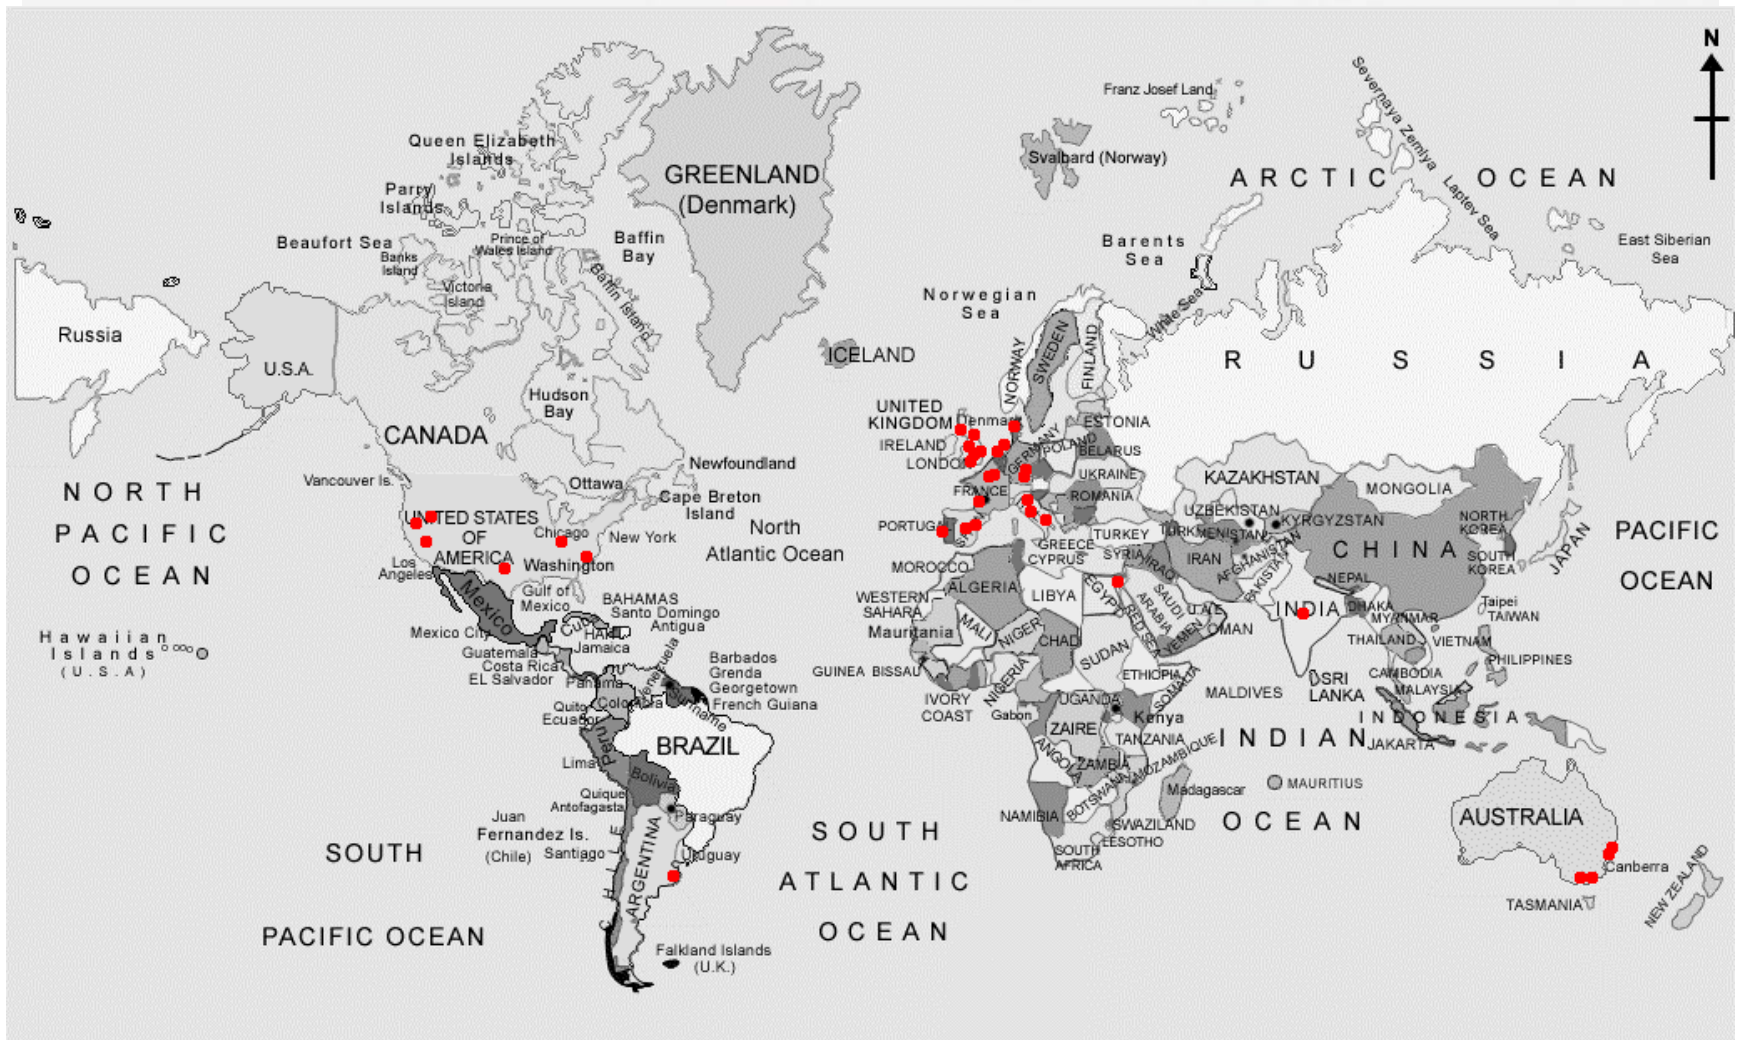 N
Severnaya Zemlya
Franz Josef Land
Queen Elizabeth
Islands
Svalbard (Norway)
GREENLAND
(Denmark)
ARCTIC OCEAN
Laptev Sea
Parry
Islands
Beaufort Sea
Banks
Island
Prince of
Wales Island
Baffin
Bay
Barents
Sea
East Siberian
Sea
Victoria
Island
Baffin Island
Norwegian
Sea
White Sea
Russia
U.S.A.
ICELAND
NORWAY
SWEDEN
FINLAND
RUSSIA
Hudson
Bay
CANADA
UNITED
KINGDOM
Denmark
ESTONIA
IRELAND
GERMANY
POLAND
BELARUS
Newfoundland
Vancouver Is.
Ottawa
UKRAINE
KAZAKHSTAN
MONGOLIA
NORTH
PACIFIC
OCEAN
Cape Breton
Island
FRANCE
ROMANIA
UNITED STATES
OF
AMERICA
Chicago
New York
North
Atlantic Ocean
UZBEKISTAN
KYRGYZSTAN
NORTH
KOREA
PACIFIC
OCEAN
TURKEY
TURKMENISTAN
CHINA
JAPAN
Los
Angeles
Washington
GREECE
CYPRUS
SYRIA
IRAQ
IRAN
AFGHANISTAN
SOUTH
KOREA
MOROCCO
ALGERIA
LIBYA
EGYPT
PAKISTAN
NEPAL
Mexico
Gulf of
Mexico
BAHAMAS
Santo Domingo
Antigua
WESTERN
SAHARA
RED SEA
SAUDI
ARABIA
U.A.E
INDIA
DHAKA
Taipei
TAIWAN
Hawaiian
Islands
(U.S.A)
Mexico City
Cuba
HAITI
Jamaica
Mauritania
MALI
NIGER
CHAD
SUDAN
YEMEN
OMAN
MYANMAR
THAILAND
VIETNAM
Guatemala
Costa Rica
EL Salvador
Panama
Venezuela
Barbados
Grenda
Georgetown
French Guiana
GUINEA BISSAU
ETHIOPIA
SOMALIA
SRI
LANKA
CAMBODIA
PHILIPPINES
Colombia
Suriname
IVORY
COAST
NIGERIA
UGANDA
MALDIVES
MALAYSIA
Quito
Ecuador
Gabon
Kenya
INDONESIA
Peru
BRAZIL
ZAIRE
TANZANIA
INDIAN
OCEAN
JAKARTA
Lima
Bolivia
ANGOLA
ZAMBIA
MOZAMBIQUE
Madagascar
MAURITIUS
Quique
Antofagasta
BOTSWANA
Juan
Fernandez Is.
(Chile)
Paraguay
NAMIBIA
SWAZILAND
LESOTHO
AUSTRALIA
SOUTH
PACIFIC OCEAN
Santiago
CHILE
ARGENTINA
Uruguay
SOUTH
ATLANTIC
OCEAN
SOUTH
AFRICA
Canberra
TASMANIA
NEW ZEALAND
Falkland Islands
(U.K.)